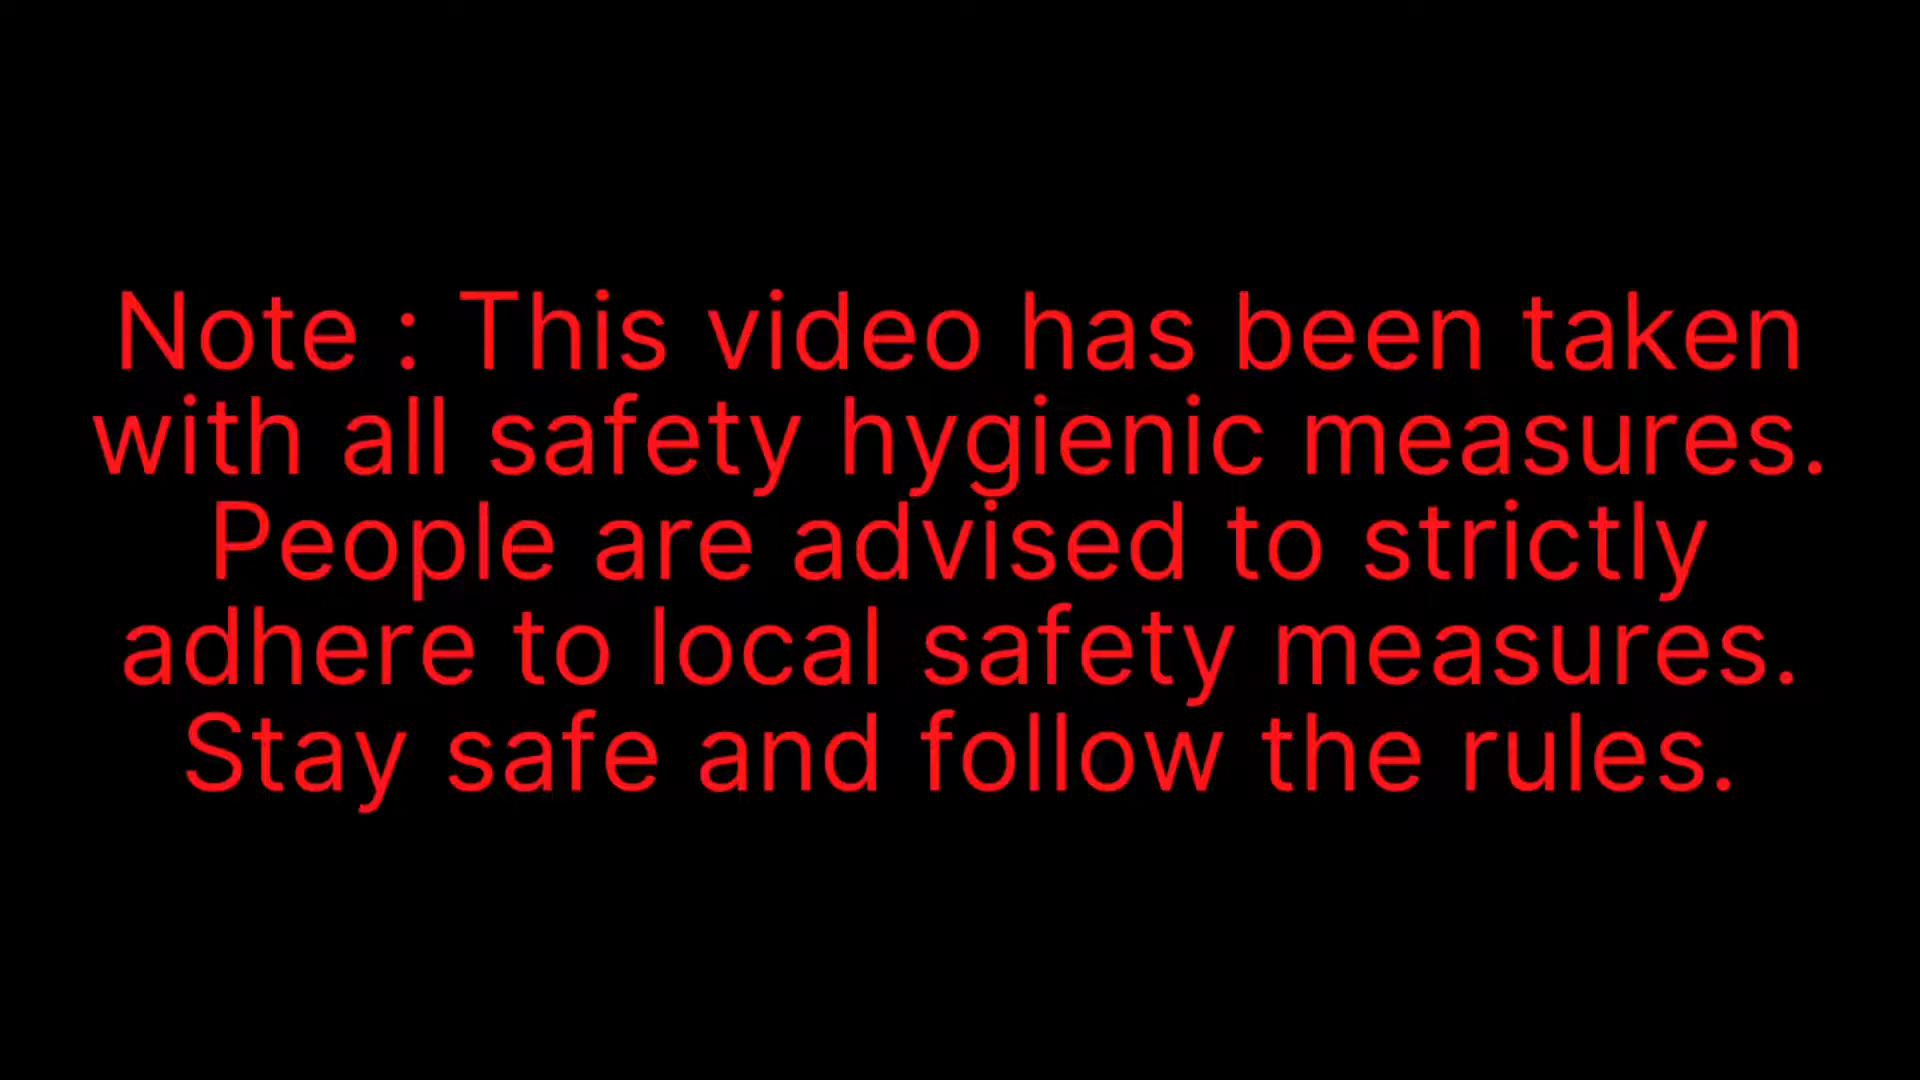 Note : This video has been taken
with all safety hygienic measures.
People are advised to strictly
adhere to local safety measures.
Stay safe and follow the rules.